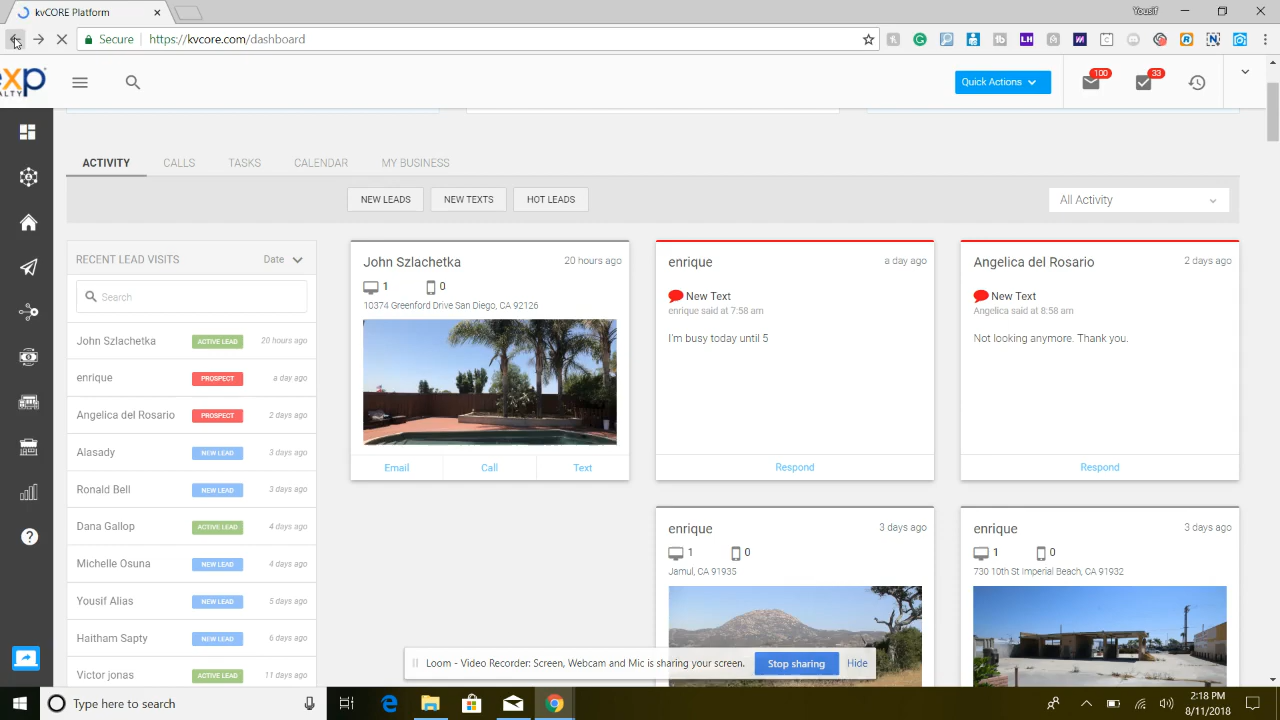 kvCORE Platform
Yousif
Secure https://kvcore.com/dashboard
LH
exp
REALTY
Quick Actions
100
33
ACTIVITY CALLS TASKS CALENDAR MY BUSINESS
NEW LEADS NEW TEXTS HOT LEADS
All Activity
RECENT LEAD VISITS Date
Search
John Szlachetka ACTIVE LEAD 20 hours ago
enrique PROSPECT a day ago
Angelica del Rosario PROSPECT 2 days ago
Alasady NEW LEAD 3 days ago
Ronald Bell NEW LEAD 3 days ago
Dana Gallop ACTIVE LEAD 4 days ago
Michelle Osuna NEW LEAD 4 days ago
Yousif Alias NEW LEAD 5 days ago
Haitham Sapty NEW LEAD 6 days ago
Victor jonas ACTIVE LEAD 11 days ago
John Szlachetka 20 hours ago
1 0
10374 Greenford Drive San Diego, CA 92126
Email Call Text
enrique a day ago
New Text
enrique said at 7:58 am
I'm busy today until 5
Respond
Angelica del Rosario 2 days ago
New Text
Angelica said at 8:58 am
Not looking anymore. Thank you.
Respond
enrique 3 days ago
1 0
Jamul, CA 91935
enrique 3 days ago
1 0
730 10th St Imperial Beach, CA 91932
Loom - Video Recorder: Screen, Webcam and Mic is sharing your screen. Stop sharing Hide
Type here to search
2:18 PM
8/11/2018